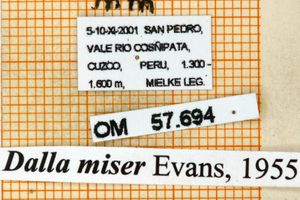 5-10-XI-2001 SAN PEDRO,
VALE RIO COSÑIPATA,
CUZCO, PERU, 1.300 -
1.600 m, MIELKE LEG.
OM 57.694
Dalla miser Evans, 1955